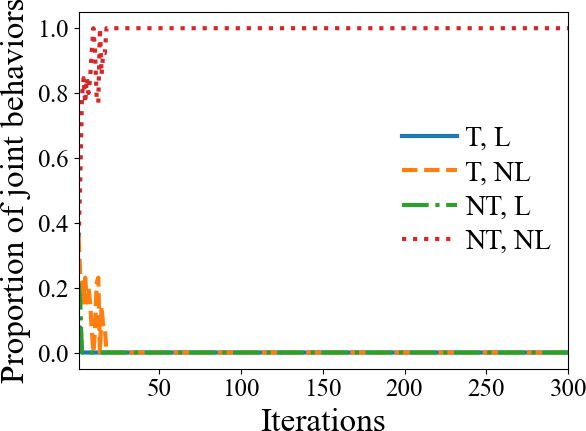 Proportion of joint behaviors
1.0
0.8
0.6
0.4
0.2
0.0
T, L
T, NL
NT, L
NT, NL
50 100 150 200 250 300
Iterations